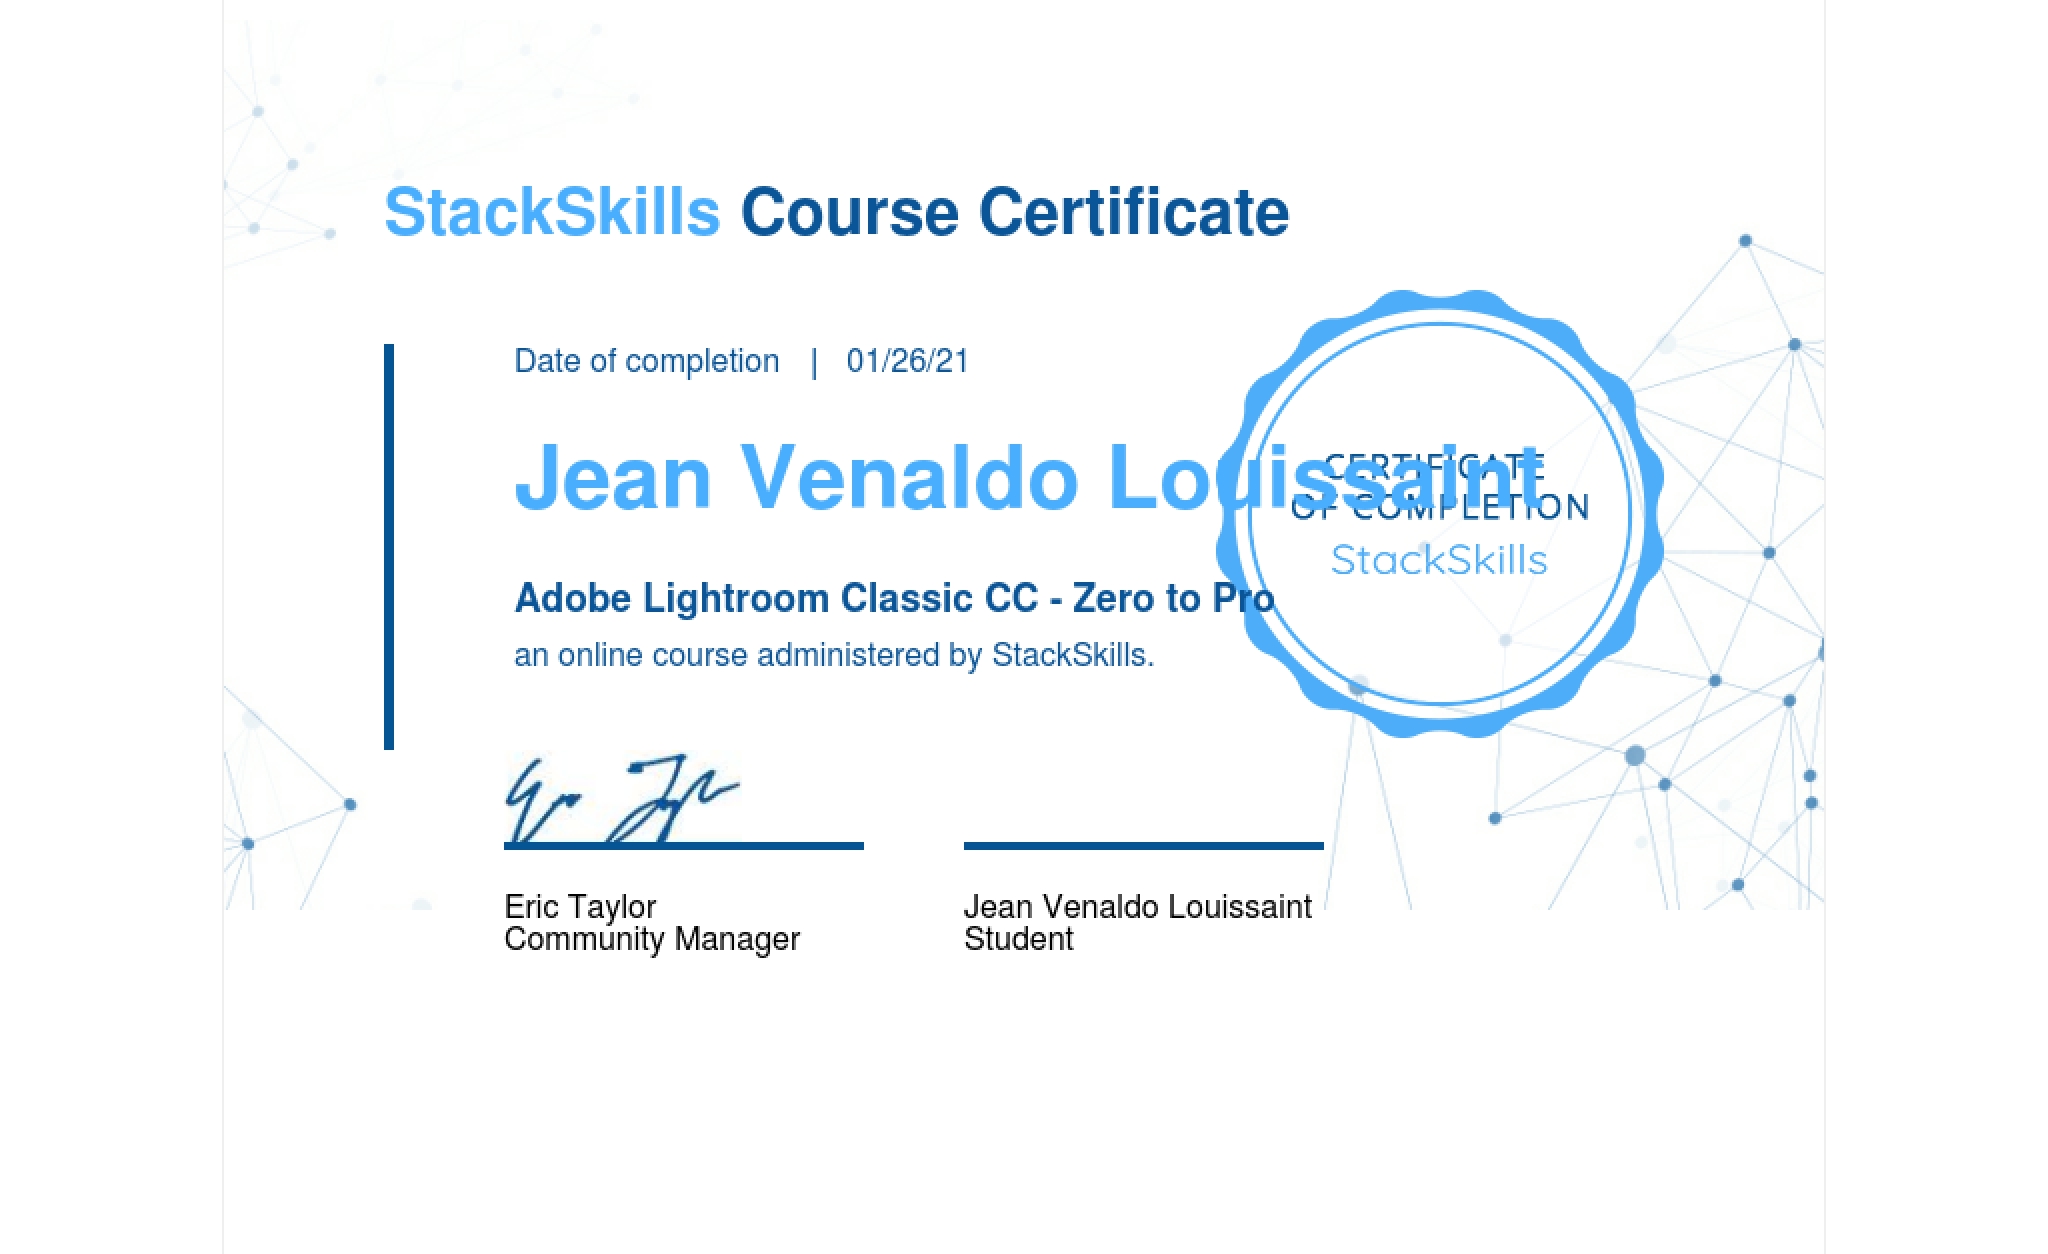 StackSkills Course Certificate
Date of completion | 01/26/21
Jean Venaldo Louissaint
CERTIFICATE
OF COMPLETION
StackSkills
Adobe Lightroom Classic CC - Zero to Pro
an online course administered by StackSkills.
Eric Taylor
Community Manager
Jean Venaldo Louissaint
Student